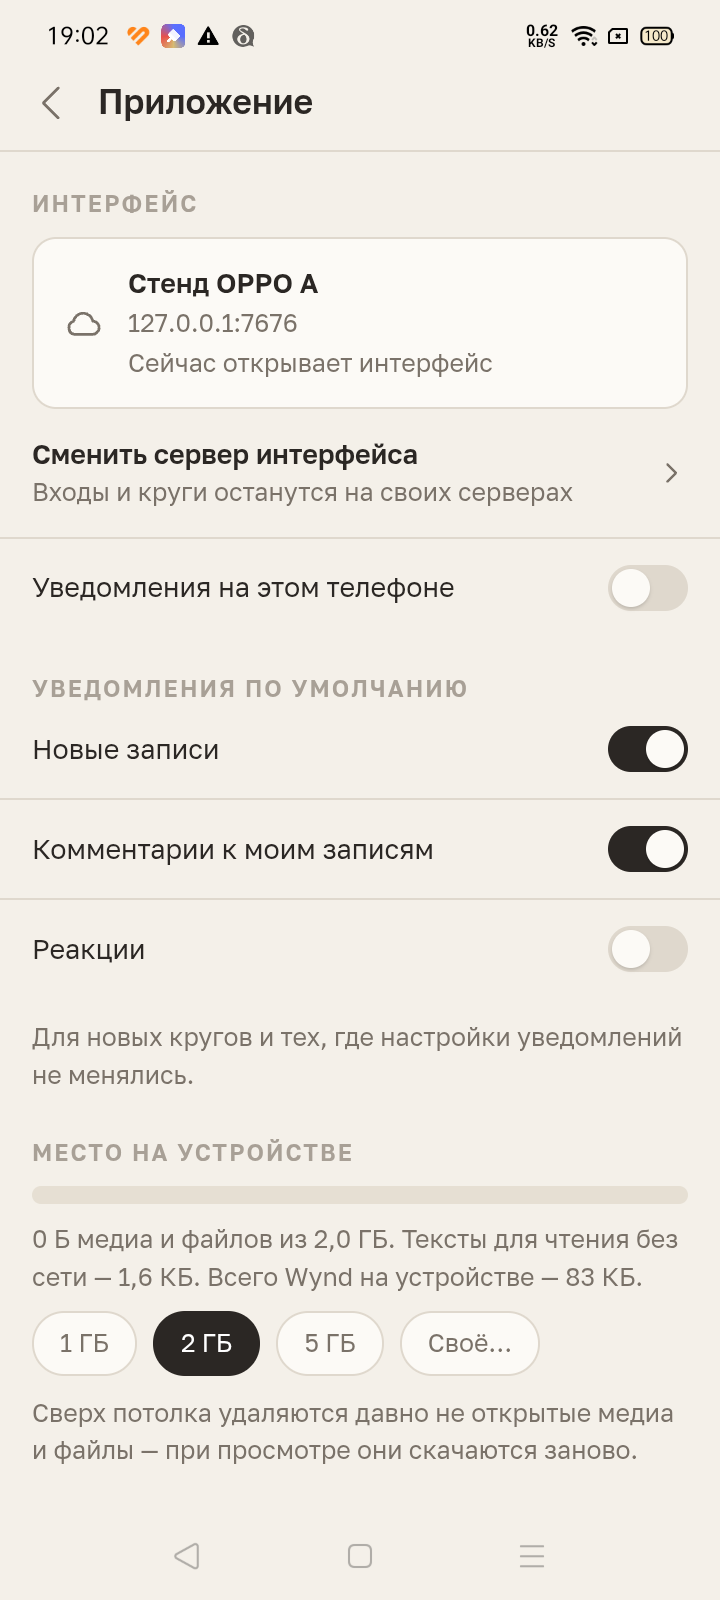 19:02
0.62
KB/S
100
Приложение
ИНТЕРФЕЙС
Стенд OPPO A
127.0.0.1:7676
Сейчас открывает интерфейс
Сменить сервер интерфейса
Входы и круги останутся на своих серверах
Уведомления на этом телефоне
УВЕДОМЛЕНИЯ ПО УМОЛЧАНИЮ
Новые записи
Комментарии к моим записям
Реакции
Для новых кругов и тех, где настройки уведомлений
не менялись.
МЕСТО НА УСТРОЙСТВЕ
0 Б медиа и файлов из 2,0 ГБ. Тексты для чтения без
сети — 1,6 КБ. Всего Wynd на устройстве — 83 КБ.
1 ГБ
2 ГБ
5 ГБ
Своё...
Сверх потолка удаляются давно не открытые медиа
и файлы — при просмотре они скачаются заново.